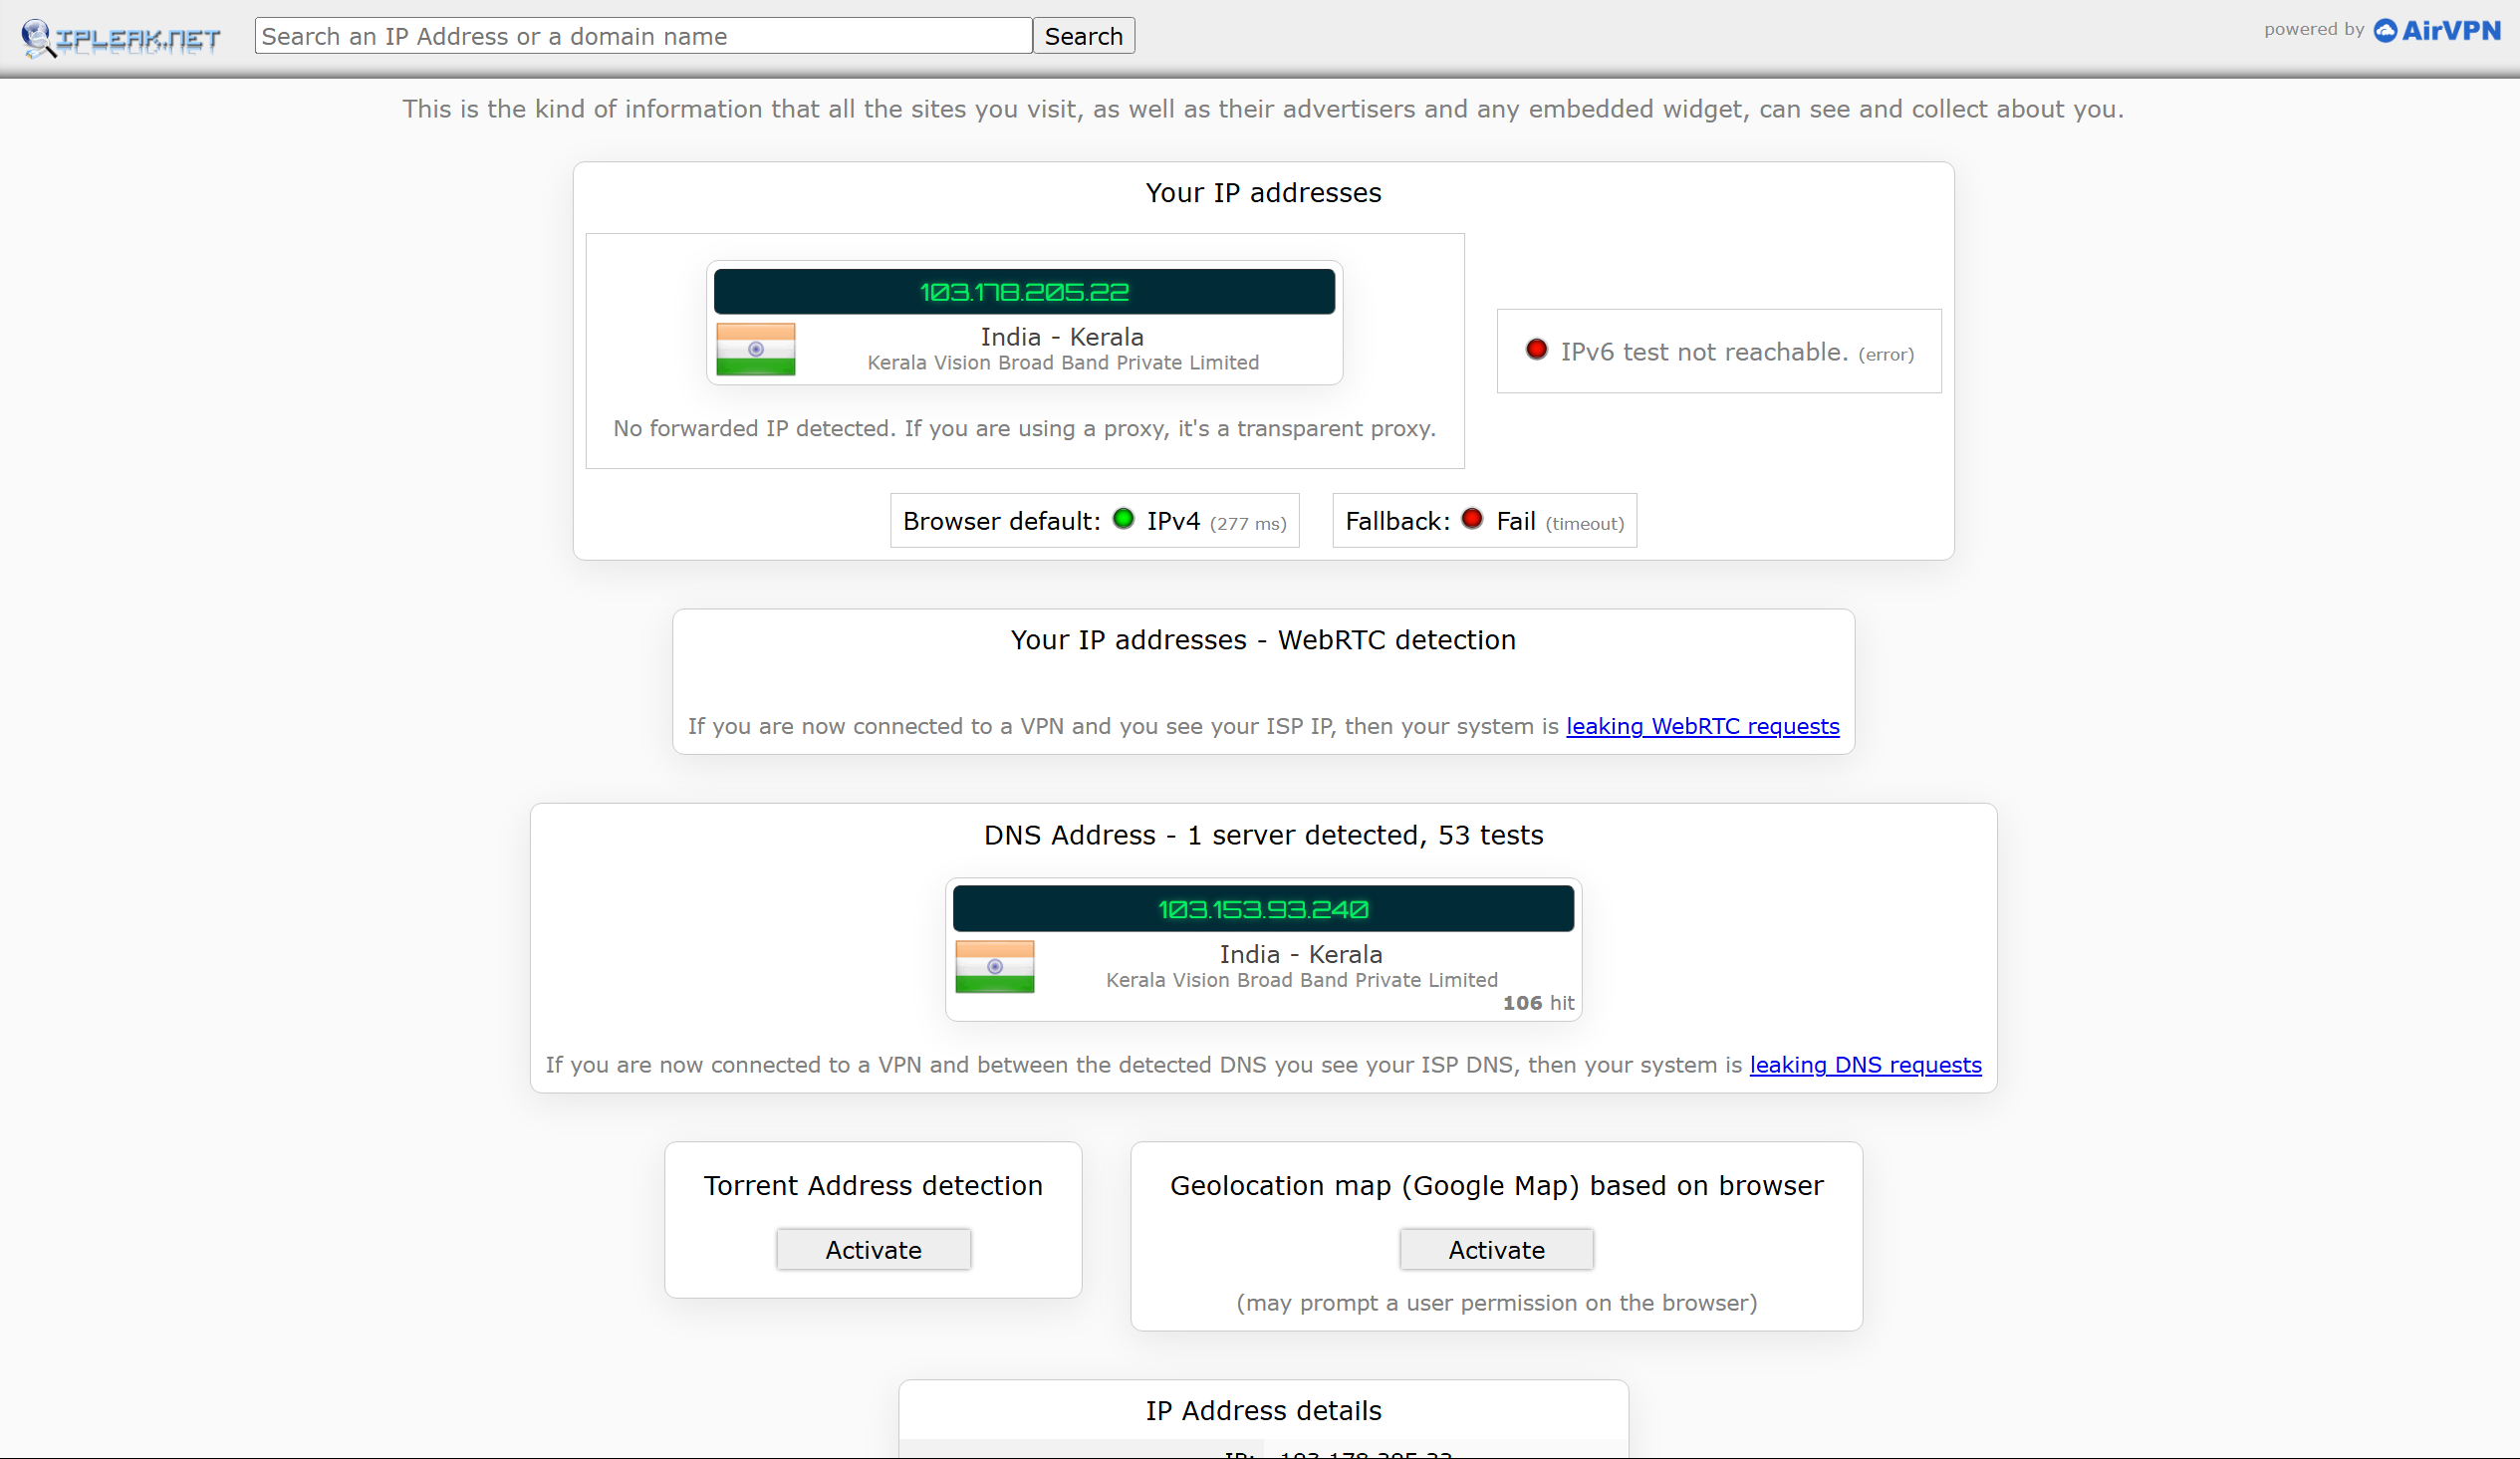 IPLEAK.NET
Search an IP Address or a domain name
Search
powered by AirVPN
This is the kind of information that all the sites you visit, as well as their advertisers and any embedded widget, can see and collect about you.
Your IP addresses
103.178.205.22
India - Kerala
Kerala Vision Broad Band Private Limited
No forwarded IP detected. If you are using a proxy, it's a transparent proxy.
IPv6 test not reachable. (error)
Browser default: IPv4 (277 ms)
Fallback: Fail (timeout)
Your IP addresses - WebRTC detection
If you are now connected to a VPN and you see your ISP IP, then your system is leaking WebRTC requests
DNS Address - 1 server detected, 53 tests
103.153.93.240
India - Kerala
Kerala Vision Broad Band Private Limited
106 hit
If you are now connected to a VPN and between the detected DNS you see your ISP DNS, then your system is leaking DNS requests
Torrent Address detection
Activate
Geolocation map (Google Map) based on browser
Activate
(may prompt a user permission on the browser)
IP Address details
IP: 103.178.205.22